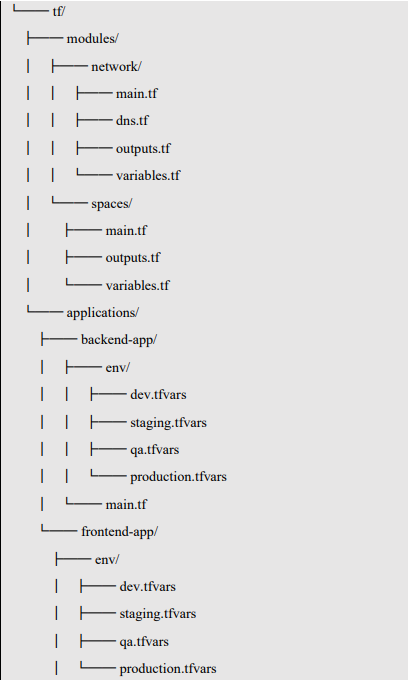 └── tf/
├── modules/
│ ├── network/
│ │ ├── main.tf
│ │ ├── dns.tf
│ │ ├── outputs.tf
│ │ └── variables.tf
│ └── spaces/
│ ├── main.tf
│ ├── outputs.tf
│ └── variables.tf
└── applications/
├── backend-app/
│ ├── env/
│ │ ├── dev.tfvars
│ │ ├── staging.tfvars
│ │ ├── qa.tfvars
│ │ └── production.tfvars
│ └── main.tf
└── frontend-app/
├── env/
│ ├── dev.tfvars
│ ├── staging.tfvars
│ ├── qa.tfvars
│ └── production.tfvars